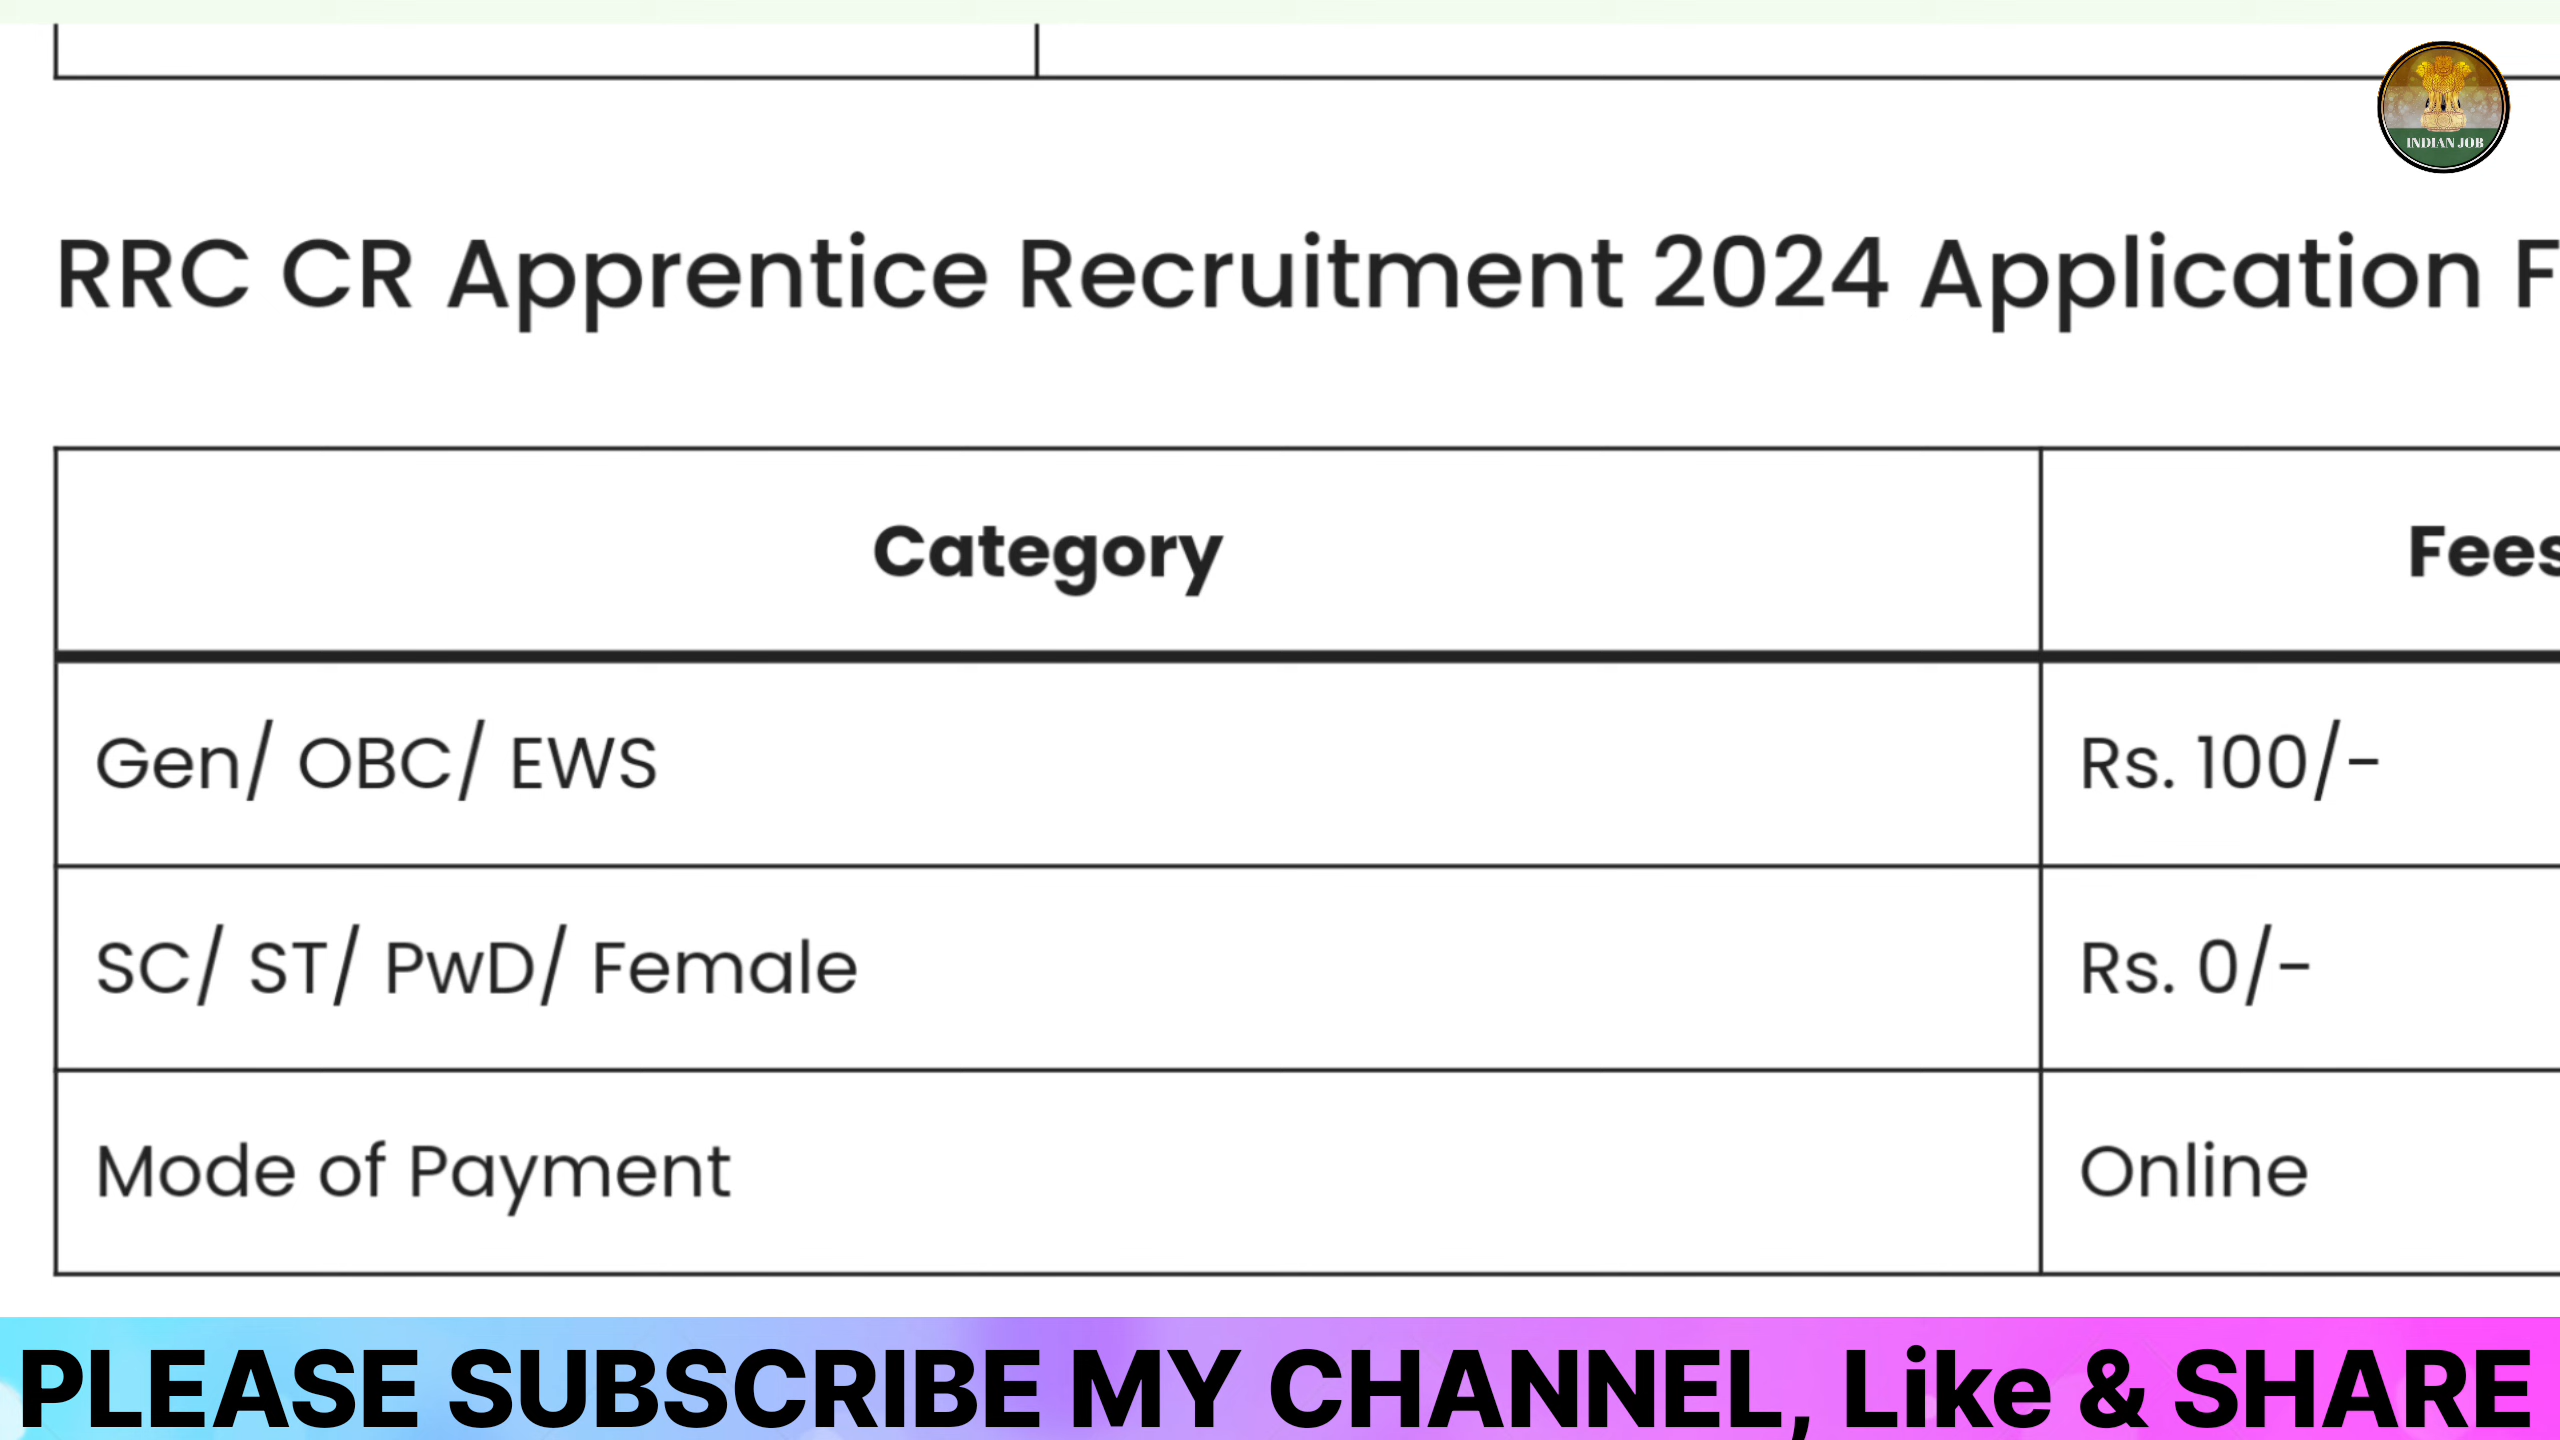 INDIAN JOB
RRC CR Apprentice Recruitment 2024 Application F
Category Fees
Gen/ OBC/ EWS Rs. 100/-
SC/ ST/ PwD/ Female Rs. 0/-
Mode of Payment Online
PLEASE SUBSCRIBE MY CHANNEL, Like & SHARE